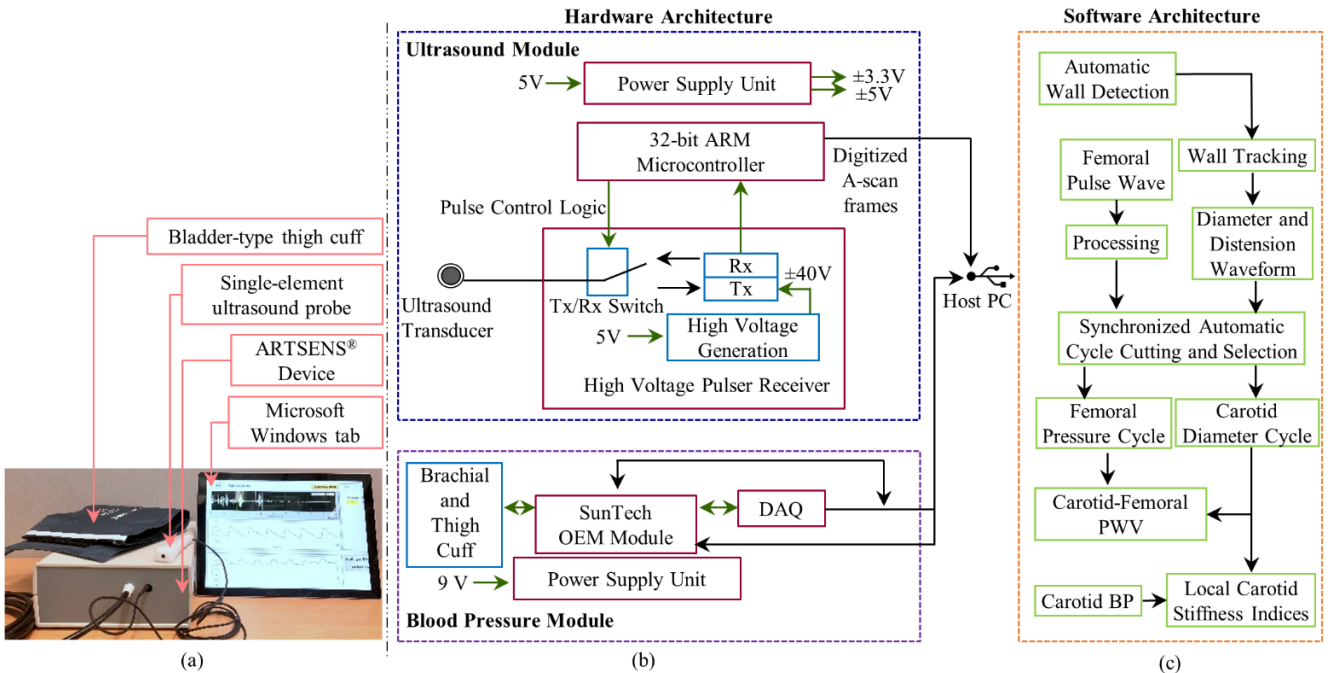 Hardware Architecture
Software Architecture
Bladder-type thigh cuff
Single-element
ultrasound probe
ARTSENS®
Device
Microsoft
Windows tab
(a)
Ultrasound Module
5V
Power Supply Unit
±3.3V
±5V
32-bit ARM
Microcontroller
Digitized
A-scan
frames
Pulse Control Logic
Ultrasound
Transducer
Tx/Rx Switch
Rx
Tx
±40V
5V
High Voltage
Generation
High Voltage Pulser Receiver
Host PC
Brachial
and
Thigh
Cuff
SunTech
OEM Module
DAQ
9 V
Power Supply Unit
Blood Pressure Module
(b)
Automatic
Wall Detection
Femoral
Pulse Wave
Wall Tracking
Processing
Diameter and
Distension
Waveform
Synchronized Automatic
Cycle Cutting and Selection
Femoral
Pressure Cycle
Carotid
Diameter Cycle
Carotid-Femoral
PWV
Carotid BP
Local Carotid
Stiffness Indices
(c)